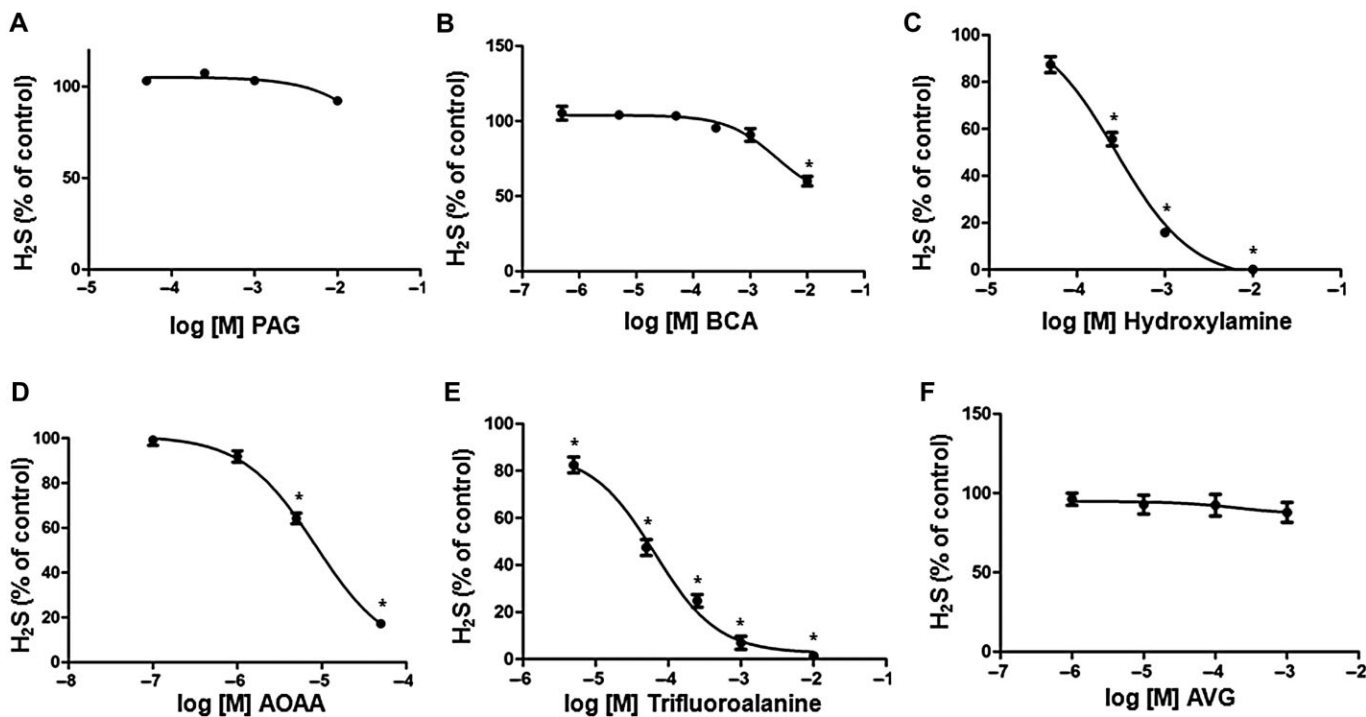 A
H2S (% of control)
100
50
0
–5 –4 –3 –2 –1
log [M] PAG
B
H2S (% of control)
150
100
50
0
–7 –6 –5 –4 –3 –2 –1
log [M] BCA
*
C
H2S (% of control)
100
80
60
40
20
0
–5 –4 –3 –2 –1
log [M] Hydroxylamine
*
*
*
D
H2S (% of control)
100
80
60
40
20
0
–8 –7 –6 –5 –4
log [M] AOAA
*
*
E
H2S (% of control)
100
80
60
40
20
0
–6 –5 –4 –3 –2 –1
log [M] Trifluoroalanine
*
*
*
*
*
F
H2S (% of control)
150
100
50
0
–7 –6 –5 –4 –3 –2
log [M] AVG